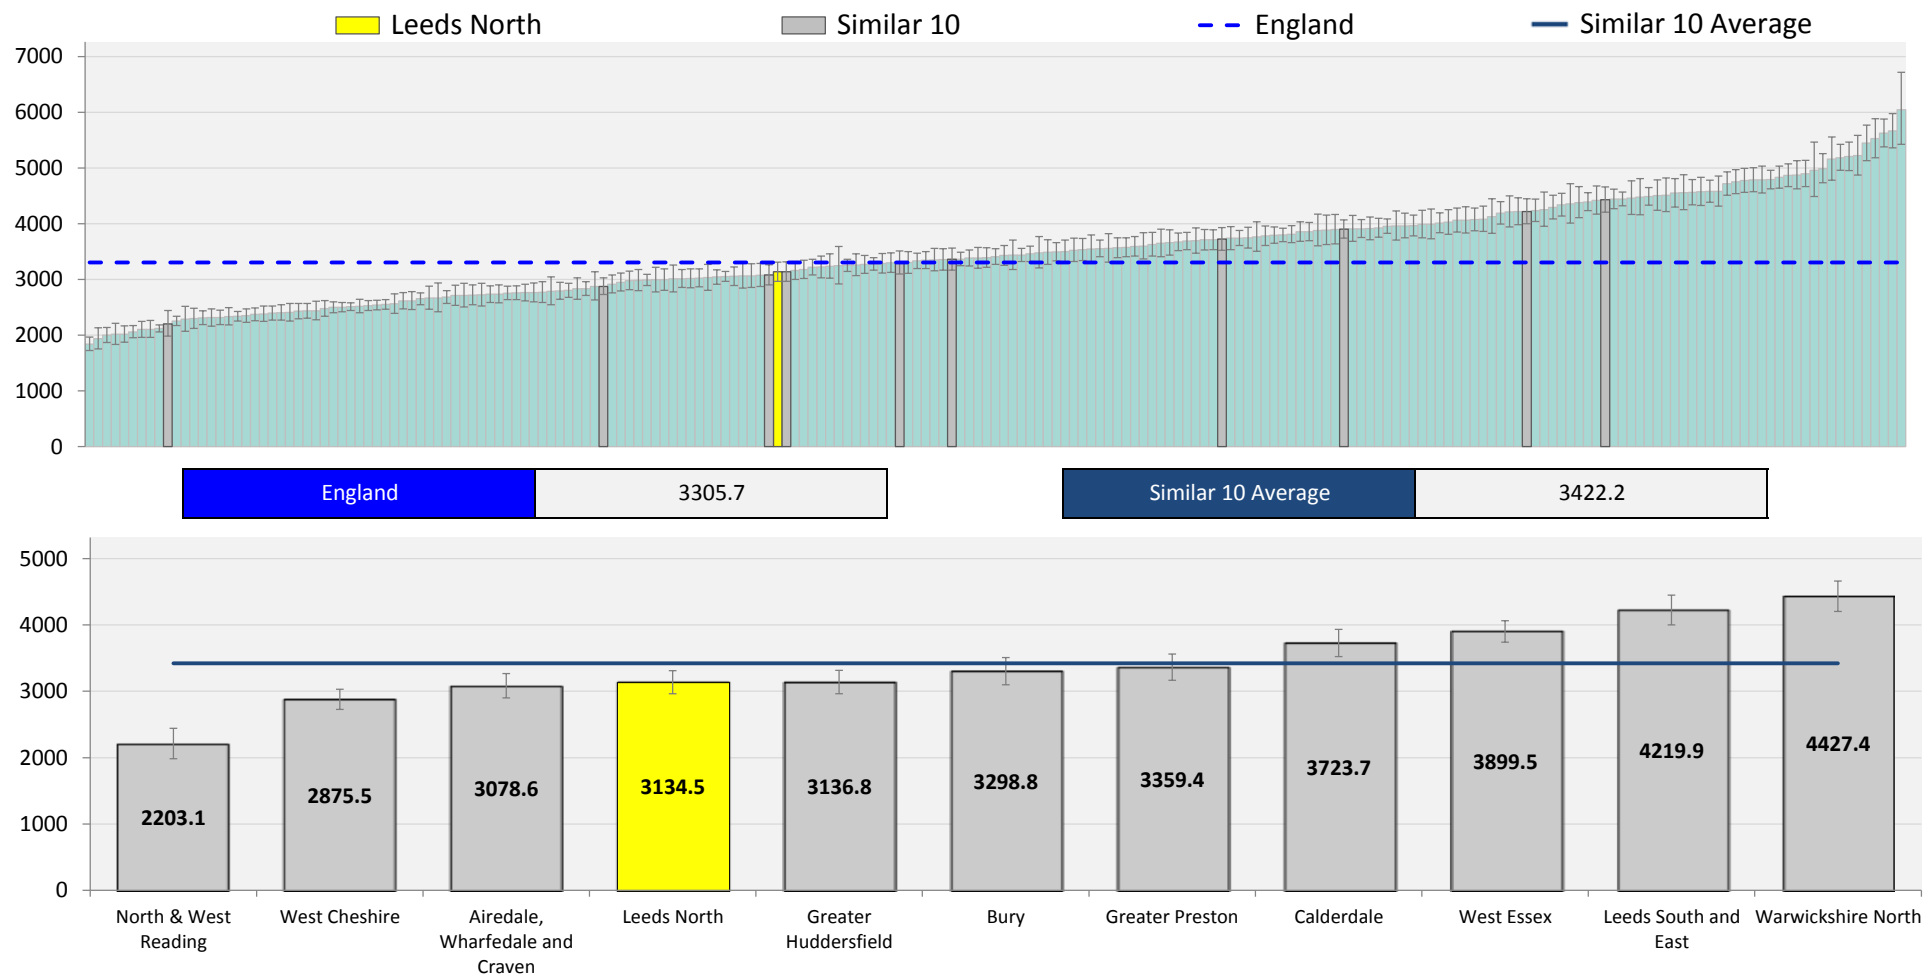 Leeds North Similar 10 England Similar 10 Average
7000
6000
5000
4000
3000
2000
1000
0
England 3305.7 Similar 10 Average 3422.2
5000
4000
3000
2000
1000
0
2203.1 2875.5 3078.6 3134.5 3136.8 3298.8 3359.4 3723.7 3899.5 4219.9 4427.4
North & West Reading
West Cheshire
Airedale, Wharfedale and Craven
Leeds North
Greater Huddersfield
Bury
Greater Preston
Calderdale
West Essex
Leeds South and East
Warwickshire North